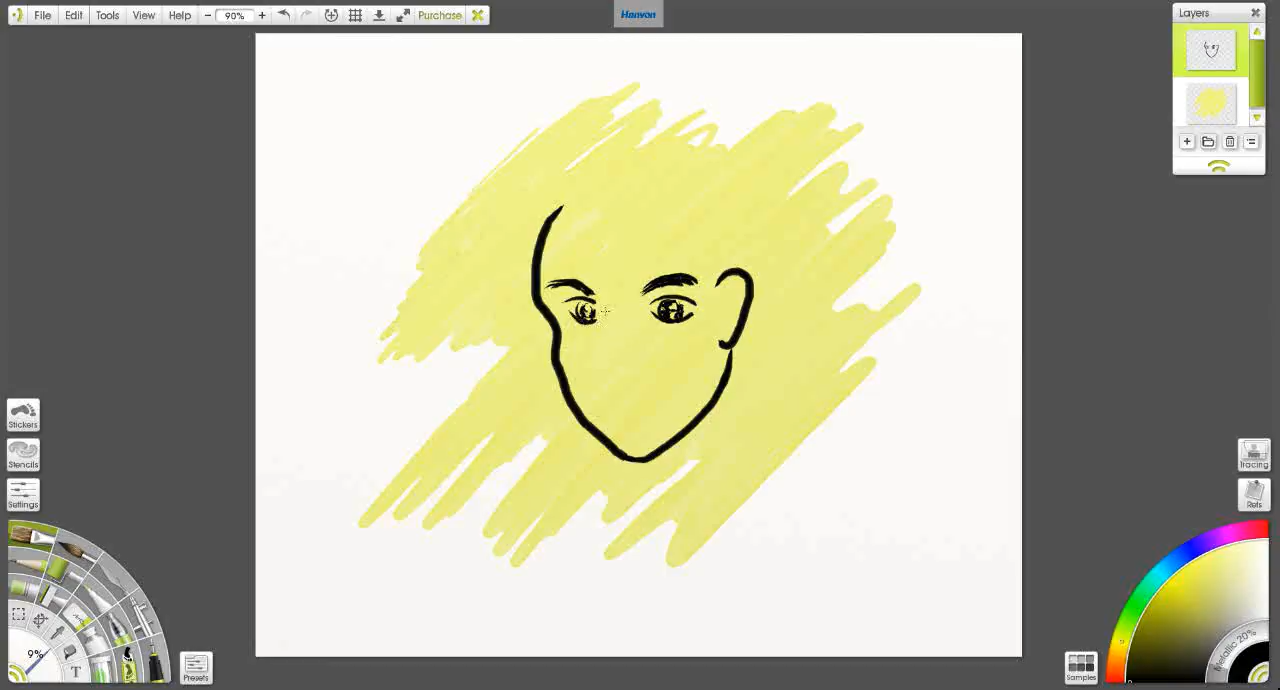 File Edit Tools View Help − 90% + Purchase
Hanvon
Layers
Stickers
Stencils
Settings
Tracing
Refs
9%
T
Presets
Metallic 20%
Samples